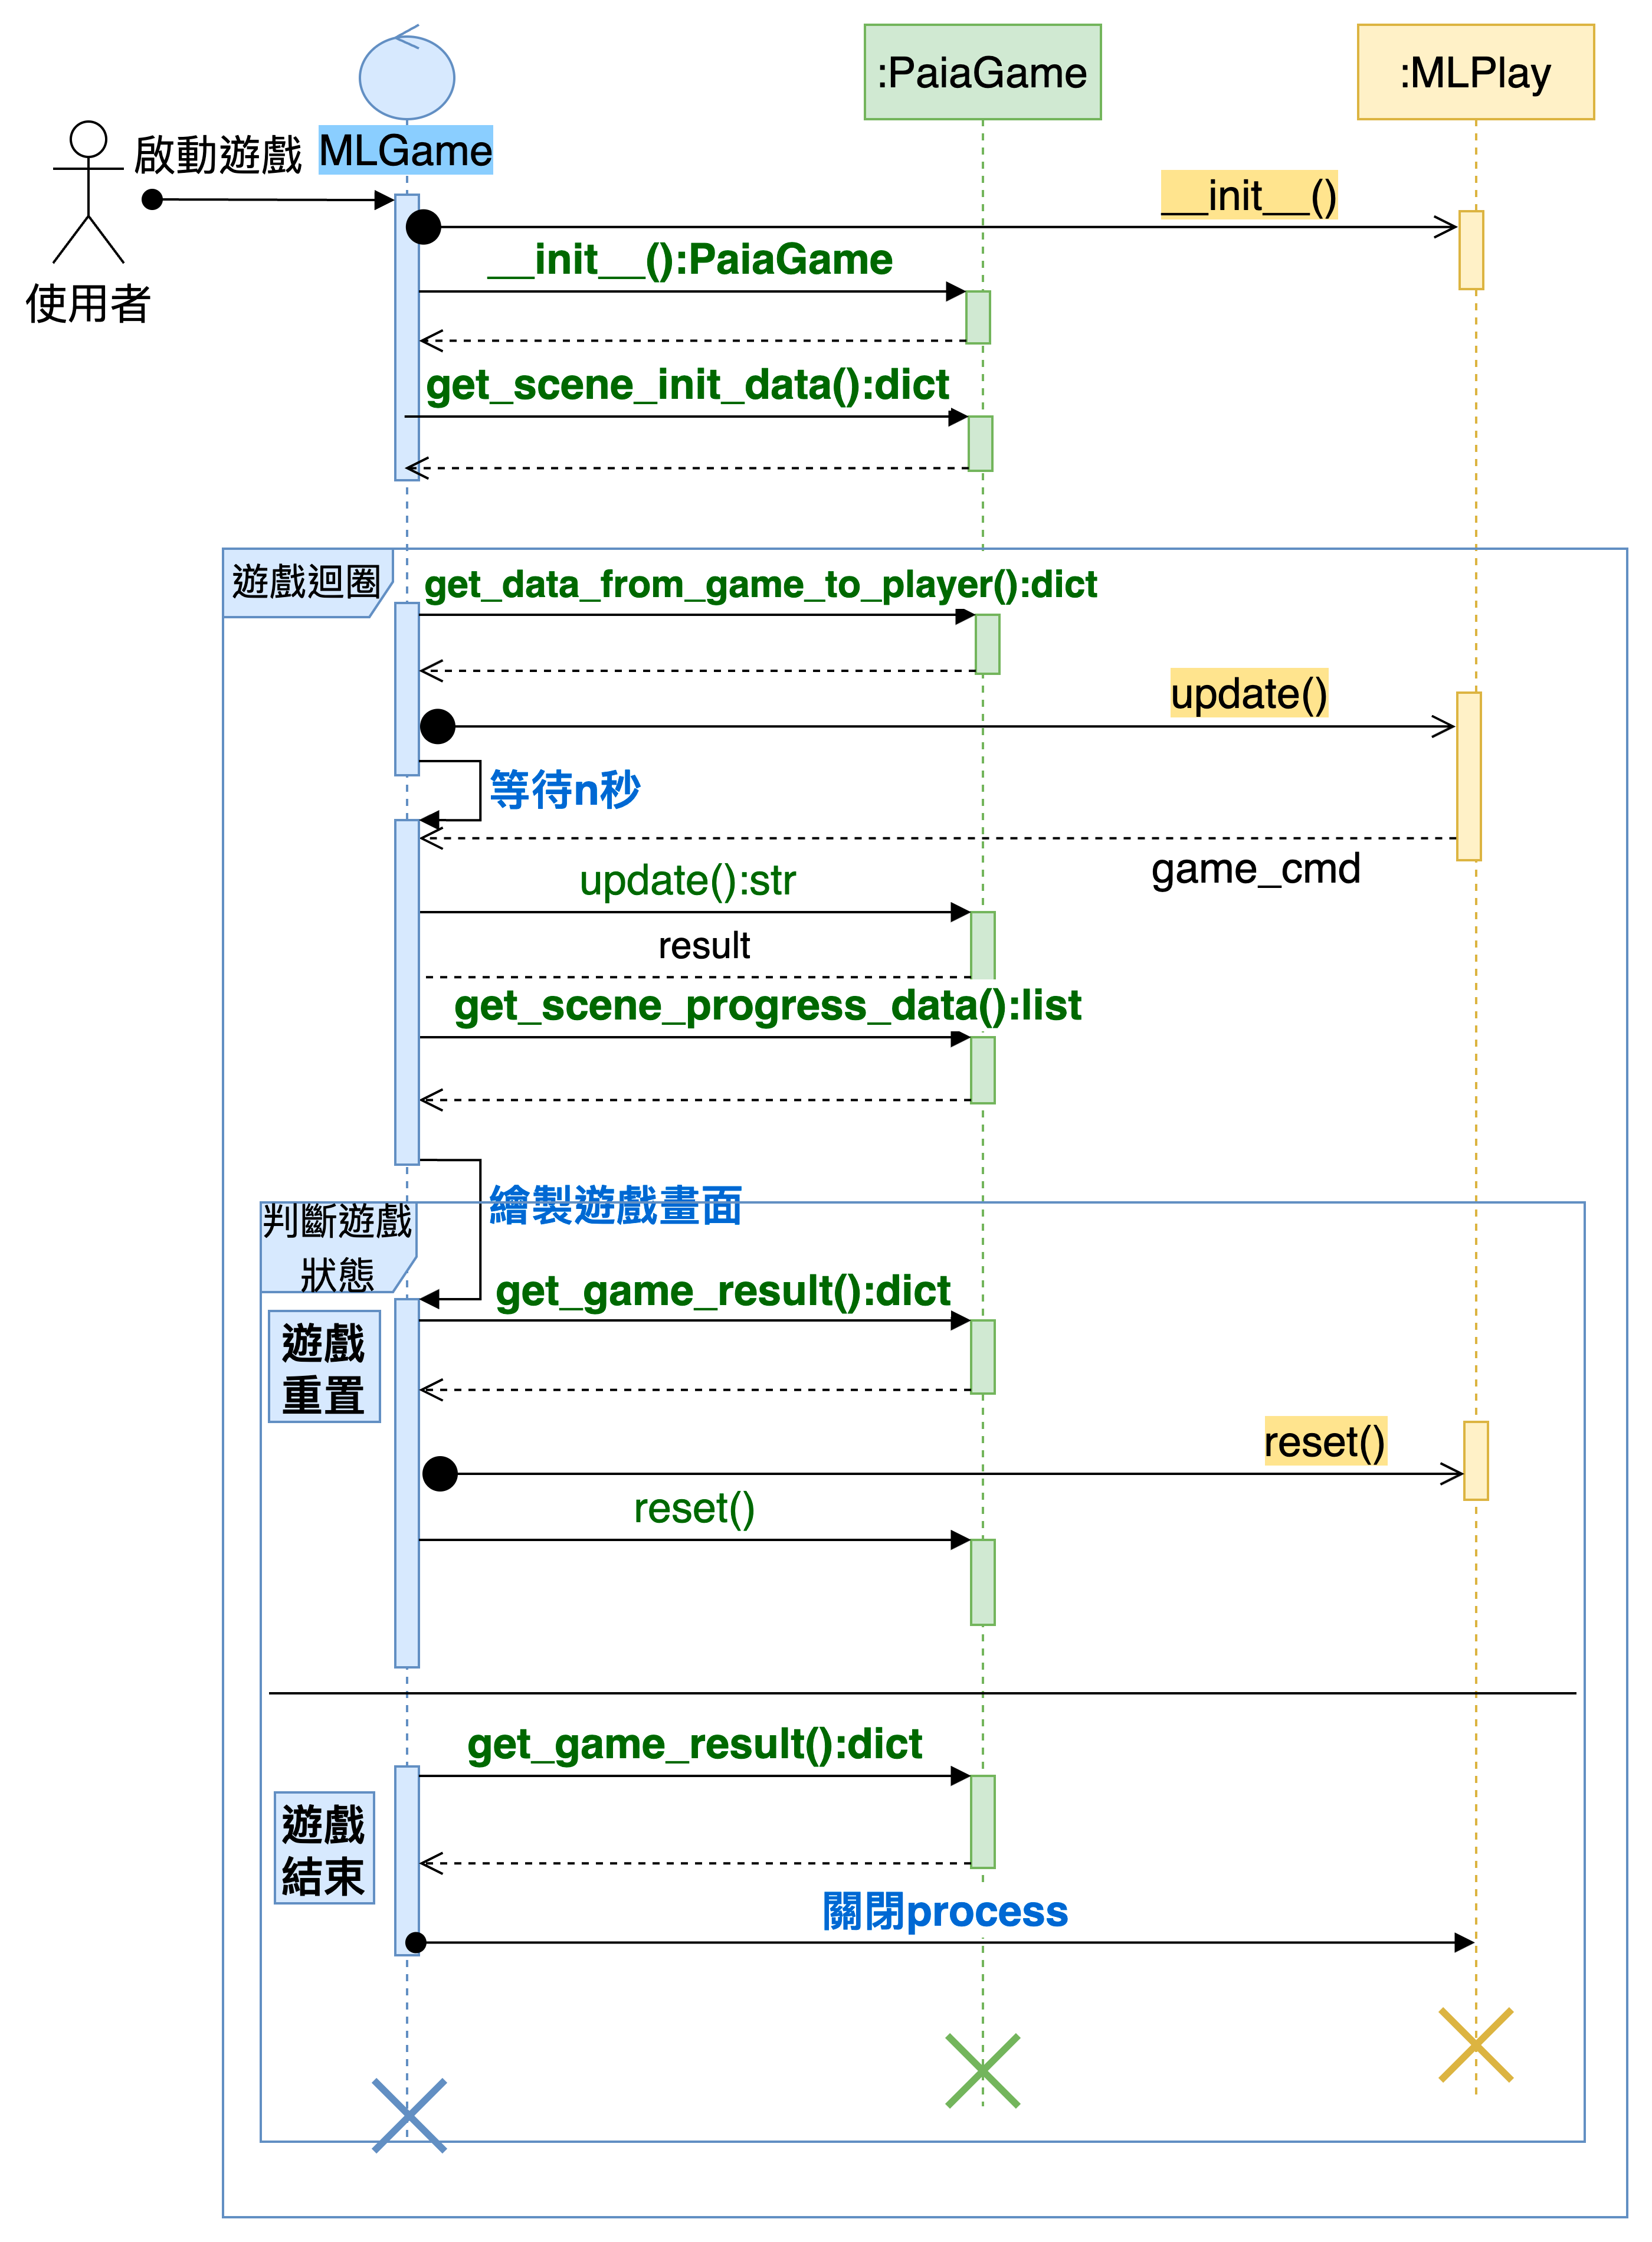 :PaiaGame
:MLPlay
MLGame
啟動遊戲
使用者
__init__()
__init__():PaiaGame
get_scene_init_data():dict
遊戲迴圈
get_data_from_game_to_player():dict
update()
等待n秒
game_cmd
update():str
result
get_scene_progress_data():list
繪製遊戲畫面
判斷遊戲
狀態
get_game_result():dict
遊戲
重置
reset()
reset()
get_game_result():dict
遊戲
結束
關閉process